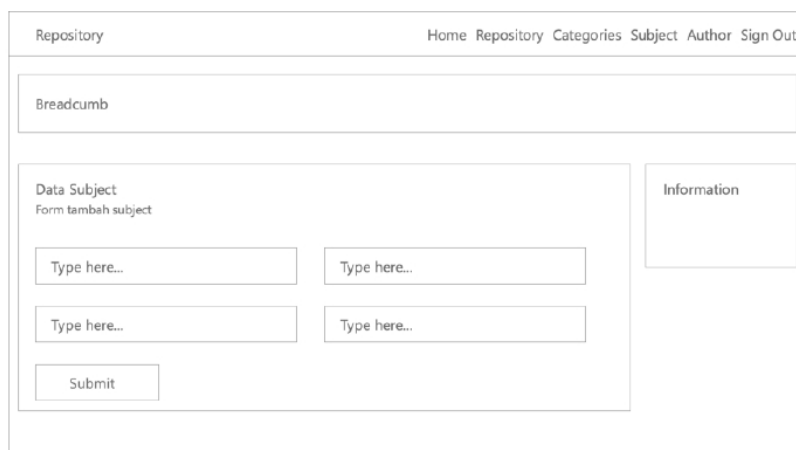 Repository Home Repository Categories Subject Author Sign Out
Breadcumb
Data Subject
Form tambah subject
Type here... Type here...
Type here... Type here...
Submit
Information